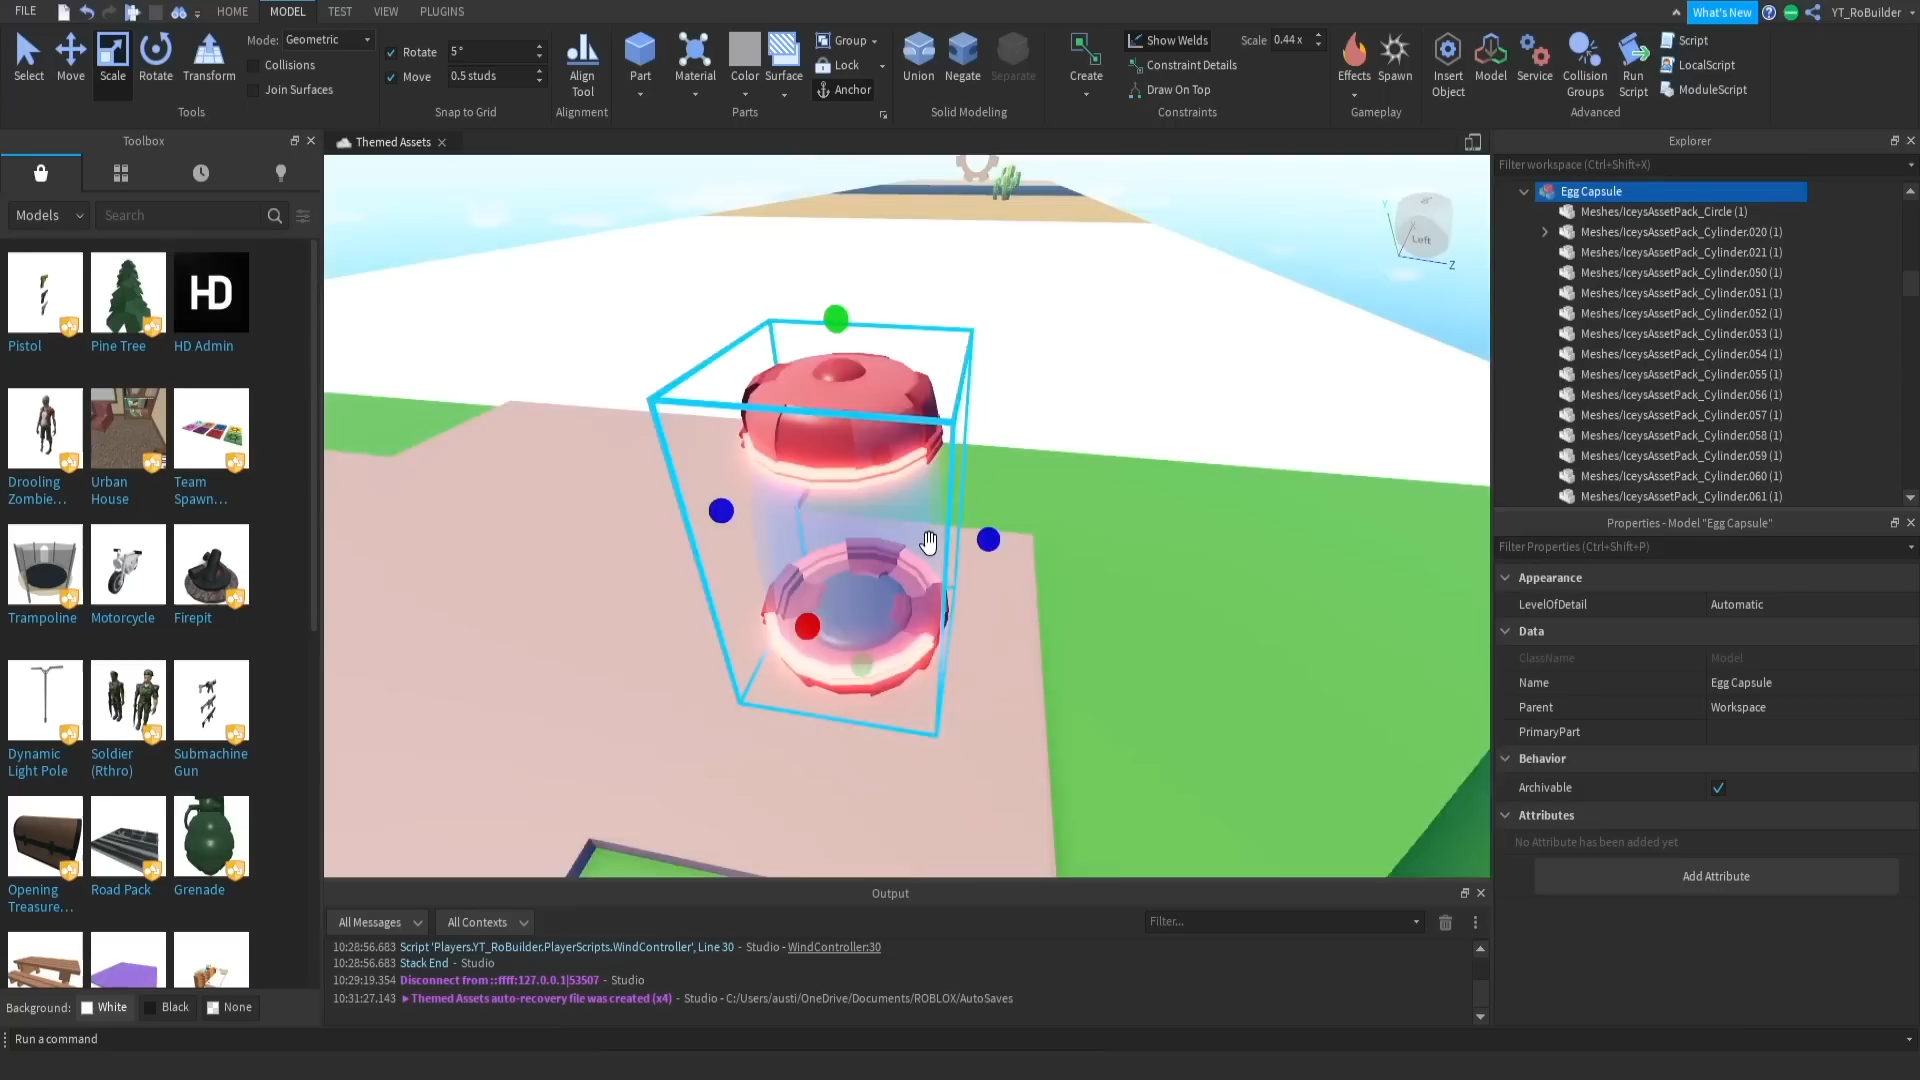 FILE
HOME
MODEL
TEST
VIEW
PLUGINS
What's New
YT_RoBuilder
Select
Move
Scale
Rotate
Transform
Mode:
Geometric
Collisions
Join Surfaces
Tools
Rotate
5 °
Move
0.5 studs
Snap to Grid
Align
Tool
Alignment
Part
Material
Color
Surface
Group
Lock
Anchor
Parts
Union
Negate
Separate
Solid Modeling
Create
Show Welds
Constraint Details
Draw On Top
Scale
0.44 x
Constraints
Effects
Spawn
Gameplay
Insert
Object
Model
Service
Collision
Groups
Run
Script
Script
LocalScript
ModuleScript
Advanced
Toolbox
Models
Search
HD
Pistol
Pine Tree
HD Admin
Drooling
Zombie...
Urban
House
Team
Spawn...
Trampoline
Motorcycle
Firepit
Dynamic
Light Pole
Soldier
(Rthro)
Submachine
Gun
Opening
Treasure...
Road Pack
Grenade
Background:
White
Black
None
Themed Assets
Left
Y
Z
Output
All Messages
All Contexts
Filter...
10:28:56.683 Script 'Players.YT_RoBuilder.PlayerScripts.WindController', Line 30 - Studio - WindController:30
10:28:56.683 Stack End - Studio
10:29:19.354 Disconnect from ::ffff:127.0.0.1|53507 - Studio
10:31:27.143 Themed Assets auto-recovery file was created (x4) - Studio - C:/Users/austi/OneDrive/Documents/ROBLOX/AutoSaves
Run a command
Explorer
Filter workspace (Ctrl+Shift+X)
Egg Capsule
Meshes/IceysAssetPack_Circle (1)
Meshes/IceysAssetPack_Cylinder.020 (1)
Meshes/IceysAssetPack_Cylinder.021 (1)
Meshes/IceysAssetPack_Cylinder.050 (1)
Meshes/IceysAssetPack_Cylinder.051 (1)
Meshes/IceysAssetPack_Cylinder.052 (1)
Meshes/IceysAssetPack_Cylinder.053 (1)
Meshes/IceysAssetPack_Cylinder.054 (1)
Meshes/IceysAssetPack_Cylinder.055 (1)
Meshes/IceysAssetPack_Cylinder.056 (1)
Meshes/IceysAssetPack_Cylinder.057 (1)
Meshes/IceysAssetPack_Cylinder.058 (1)
Meshes/IceysAssetPack_Cylinder.059 (1)
Meshes/IceysAssetPack_Cylinder.060 (1)
Meshes/IceysAssetPack_Cylinder.061 (1)
Properties - Model "Egg Capsule"
Filter Properties (Ctrl+Shift+P)
Appearance
LevelOfDetail
Automatic
Data
ClassName
Model
Name
Egg Capsule
Parent
Workspace
PrimaryPart
Behavior
Archivable
Attributes
No Attribute has been added yet
Add Attribute